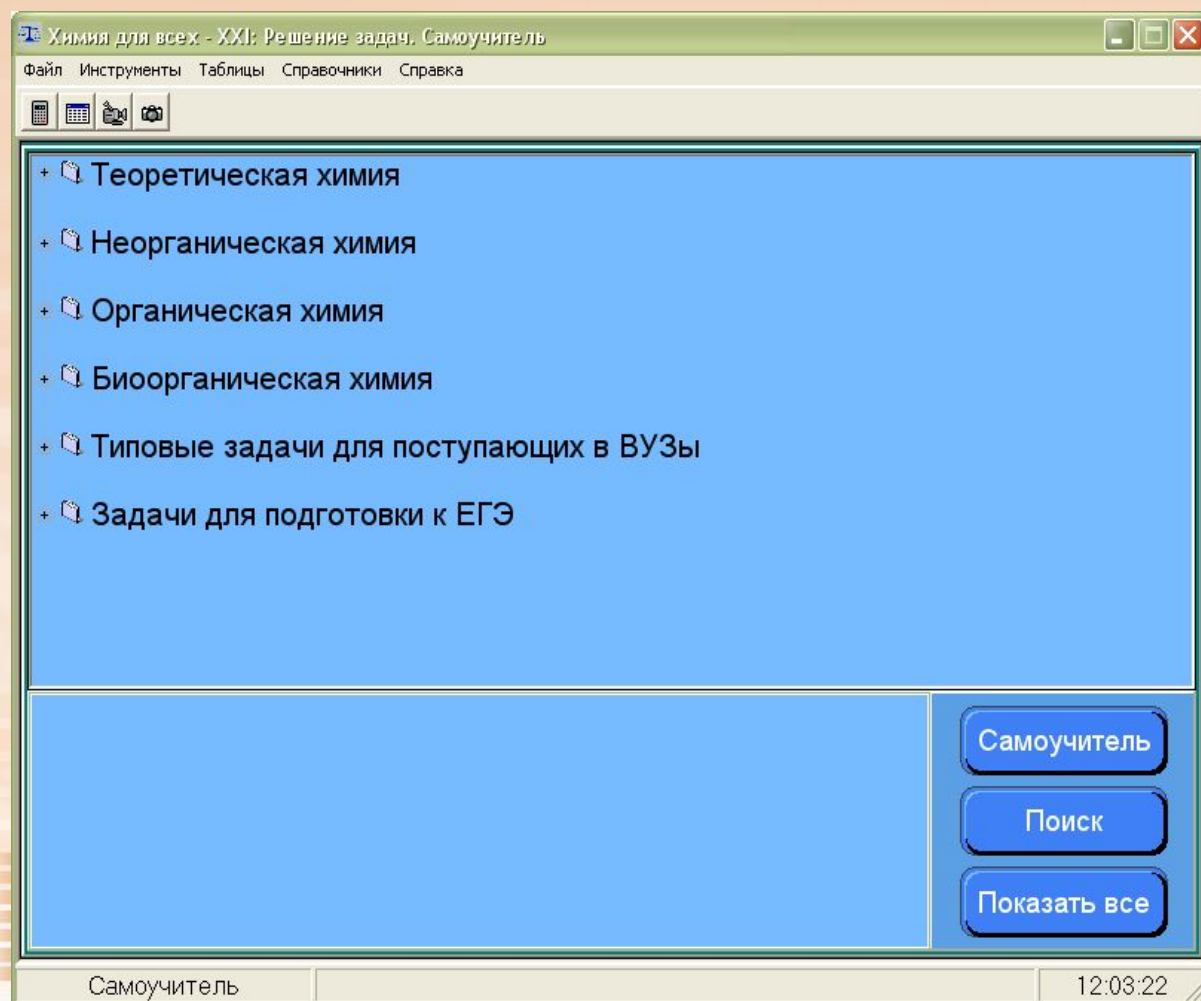 Химия для всех - XXI: Решение задач. Самоучитель
Файл Инструменты Таблицы Справочники Справка
Теоретическая химия
Неорганическая химия
Органическая химия
Биоорганическая химия
Типовые задачи для поступающих в ВУЗы
Задачи для подготовки к ЕГЭ
Самоучитель
Поиск
Показать все
Самоучитель 12:03:22